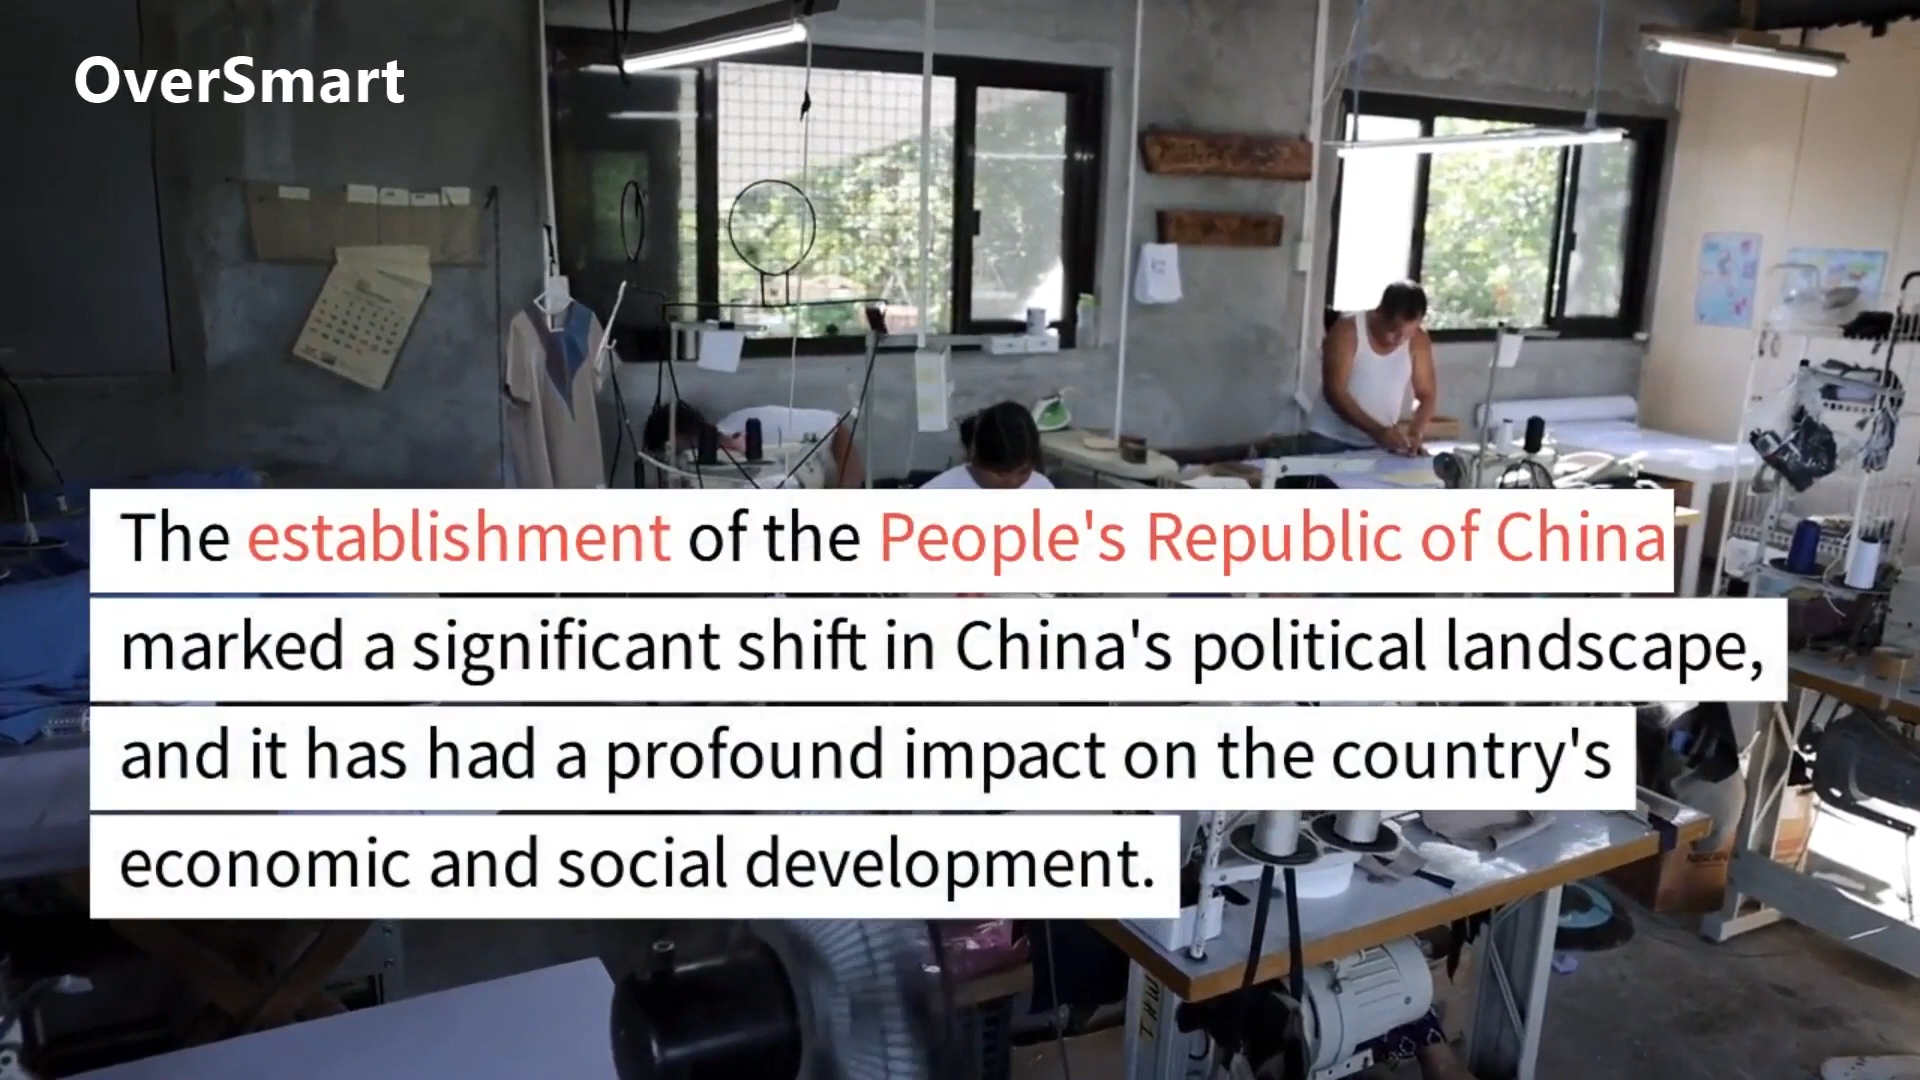 OverSmart
The establishment of the People's Republic of China
marked a significant shift in China's political landscape,
and it has had a profound impact on the country's
economic and social development.